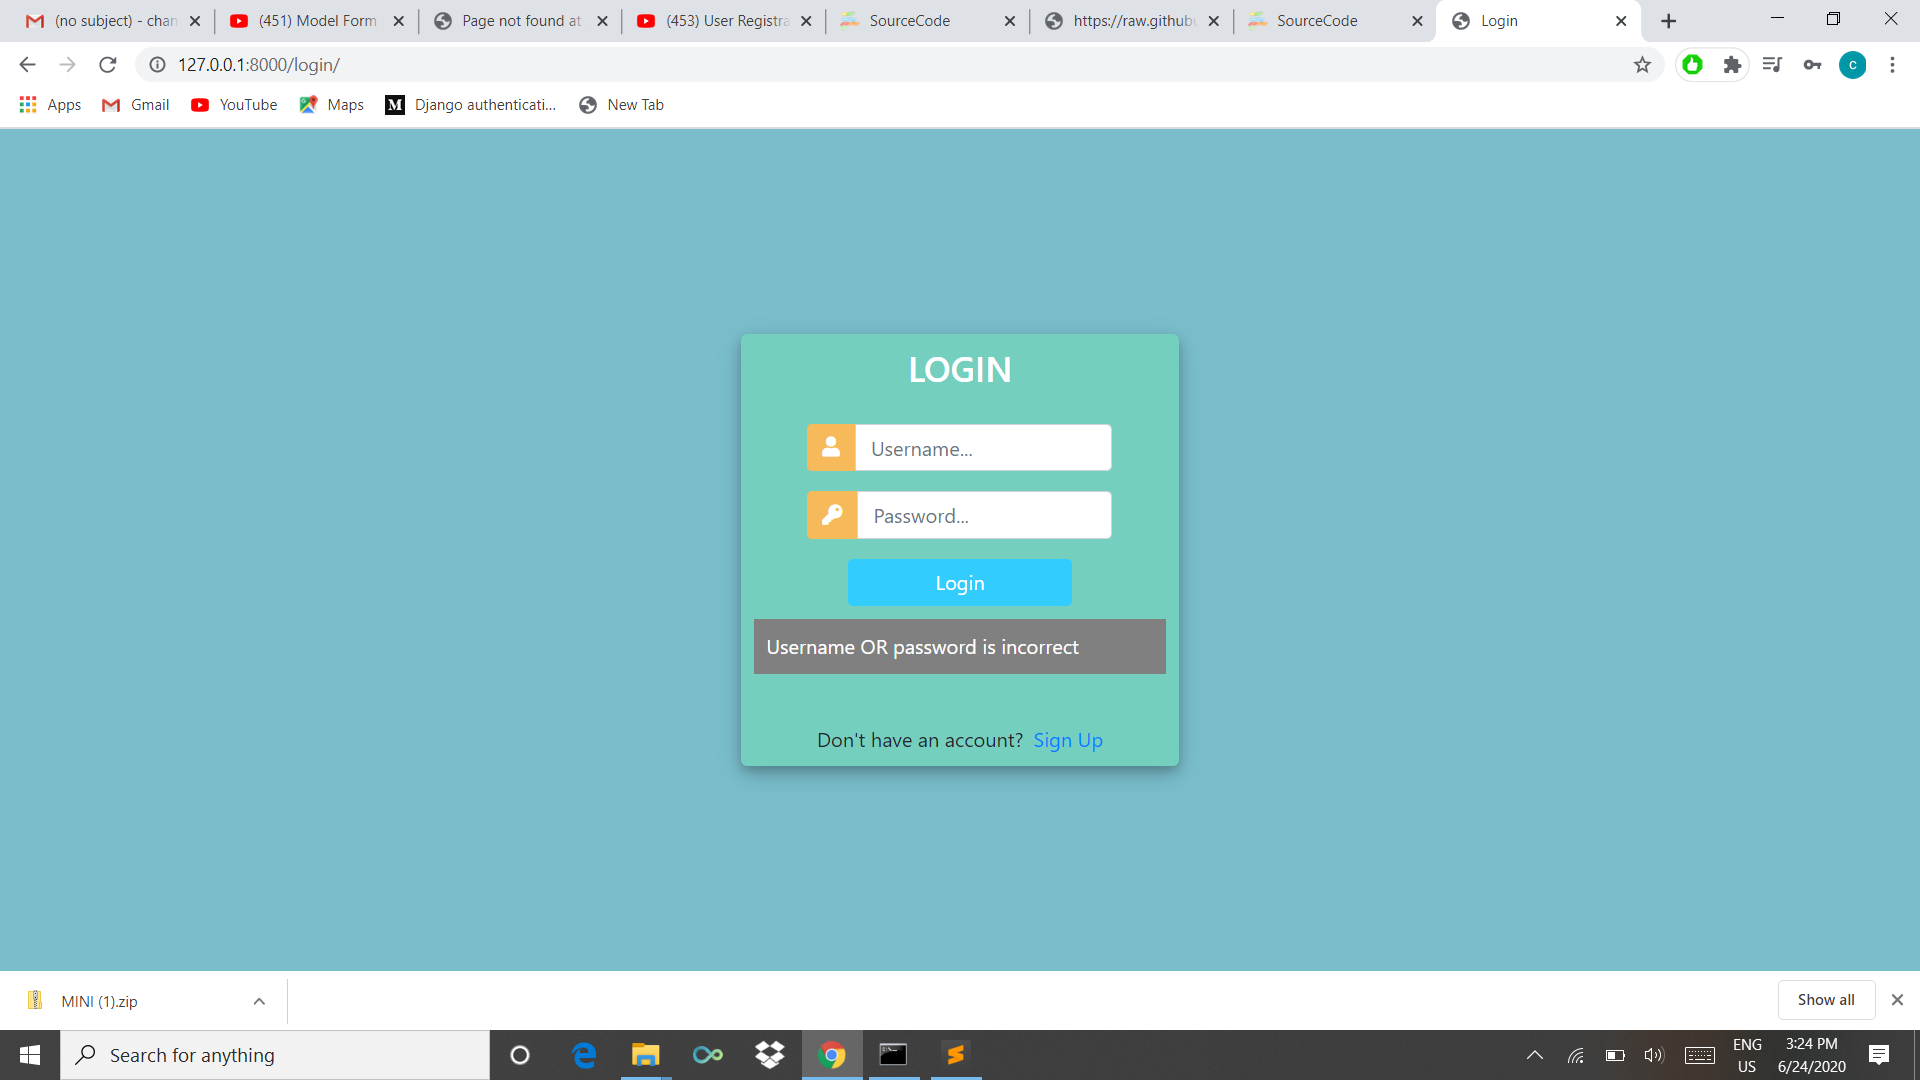 (no subject) - chan
(451) Model Form
Page not found at
(453) User Registra
SourceCode
https://raw.githubu
SourceCode
Login
127.0.0.1:8000/login/
C
Apps
Gmail
YouTube
Maps
M
Django authenticati...
New Tab
LOGIN
Username...
Password...
Login
Username OR password is incorrect
Don't have an account? Sign Up
MINI (1).zip
Show all
Search for anything
ENG
US
3:24 PM
6/24/2020